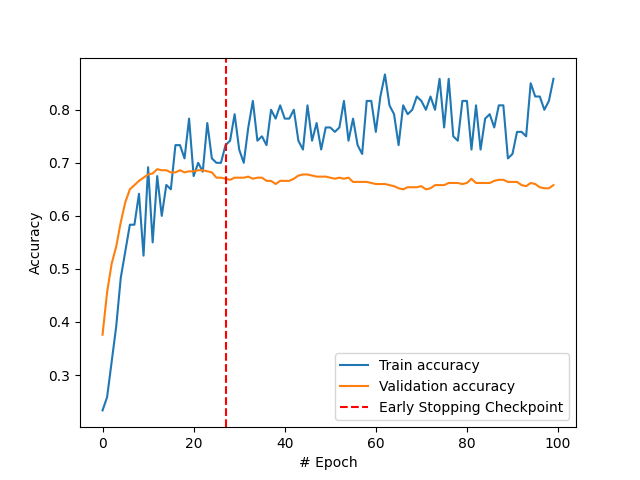 0.8
0.7
0.6
0.5
0.4
0.3
Accuracy
Train accuracy
Validation accuracy
Early Stopping Checkpoint
0 20 40 60 80 100
# Epoch